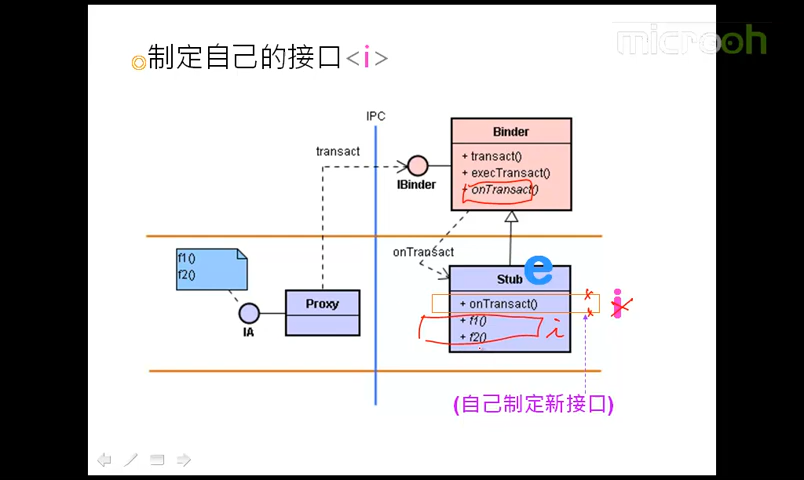 microoh
制定自己的接口<i>
IPC
Binder
transact
+ transact()
+ execTransact()
+ onTransact()
IBinder
onTransact
f1()
f2()
Stub
e
Proxy
+ onTransact()
i
+ f1()
+ f2()
i
IA
(自己制定新接口)